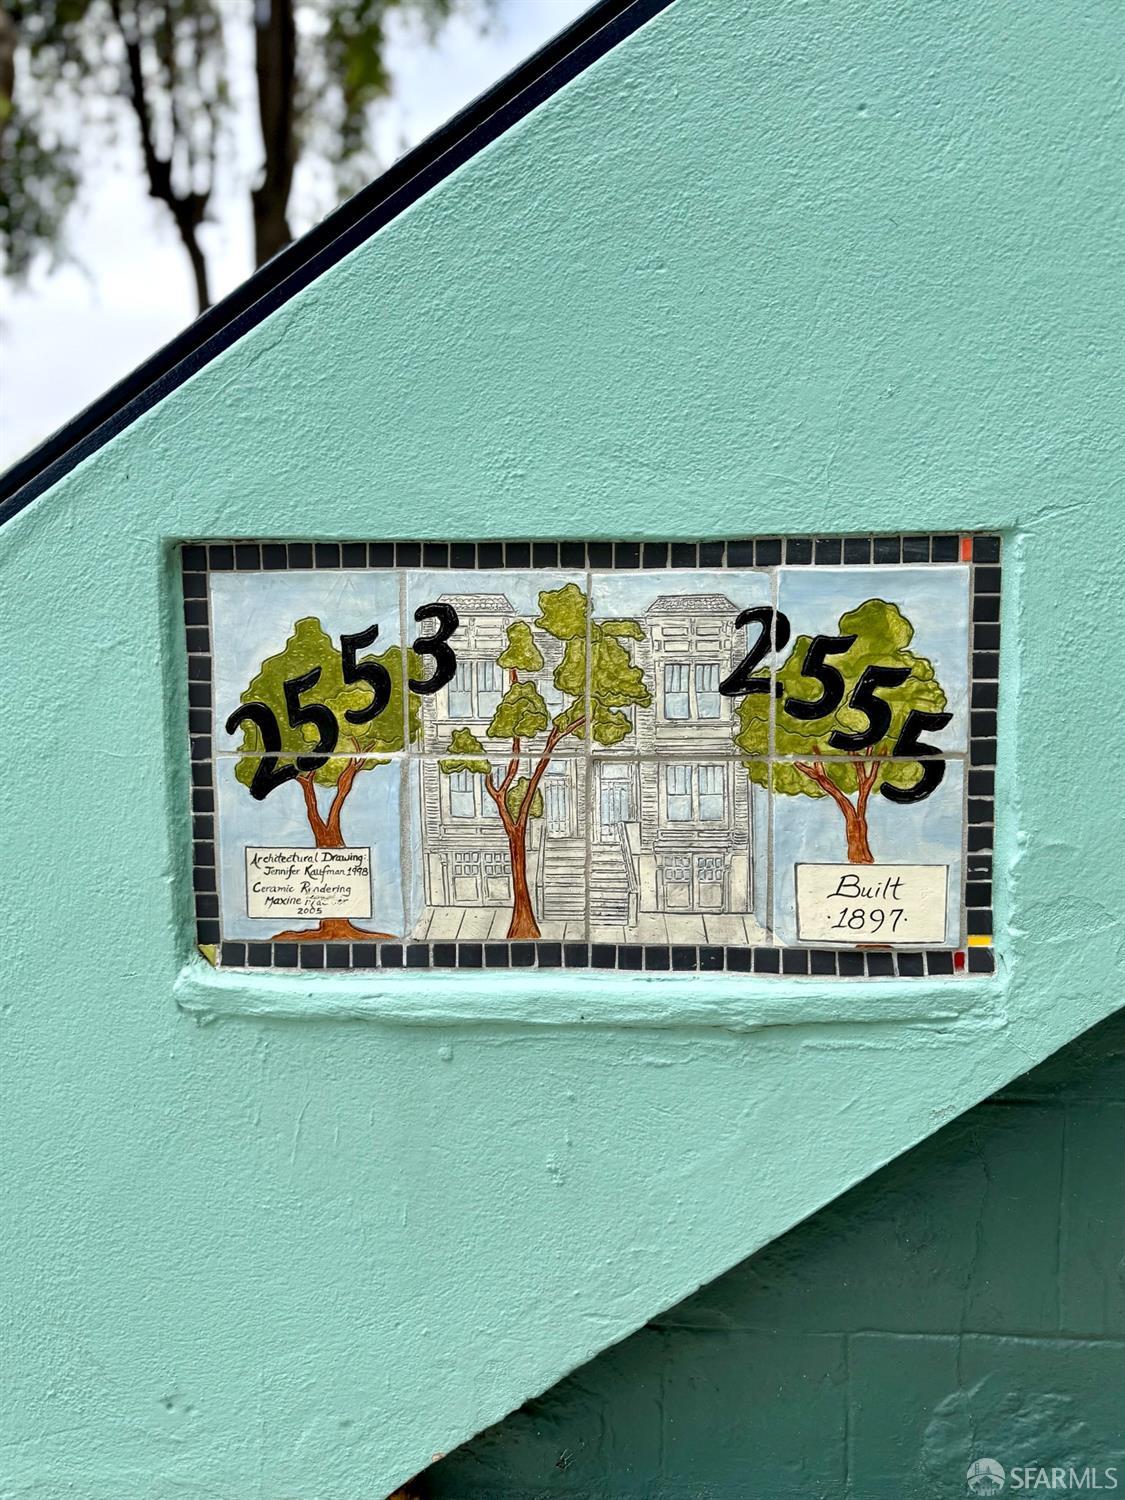 2553
2555
Architectural Drawing:
Jennifer Kaufman 1998
Ceramic Rendering
Maxine
2005
Built
·1897·
SFARMLS